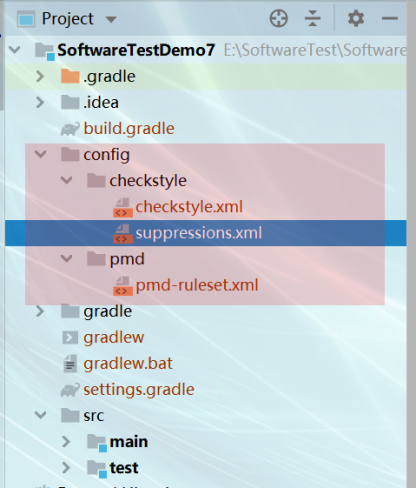 Project
SoftwareTestDemo7 E:\SoftwareTest\Software
.gradle
.idea
build.gradle
config
checkstyle
checkstyle.xml
suppressions.xml
pmd
pmd-ruleset.xml
gradle
gradlew
gradlew.bat
settings.gradle
src
main
test